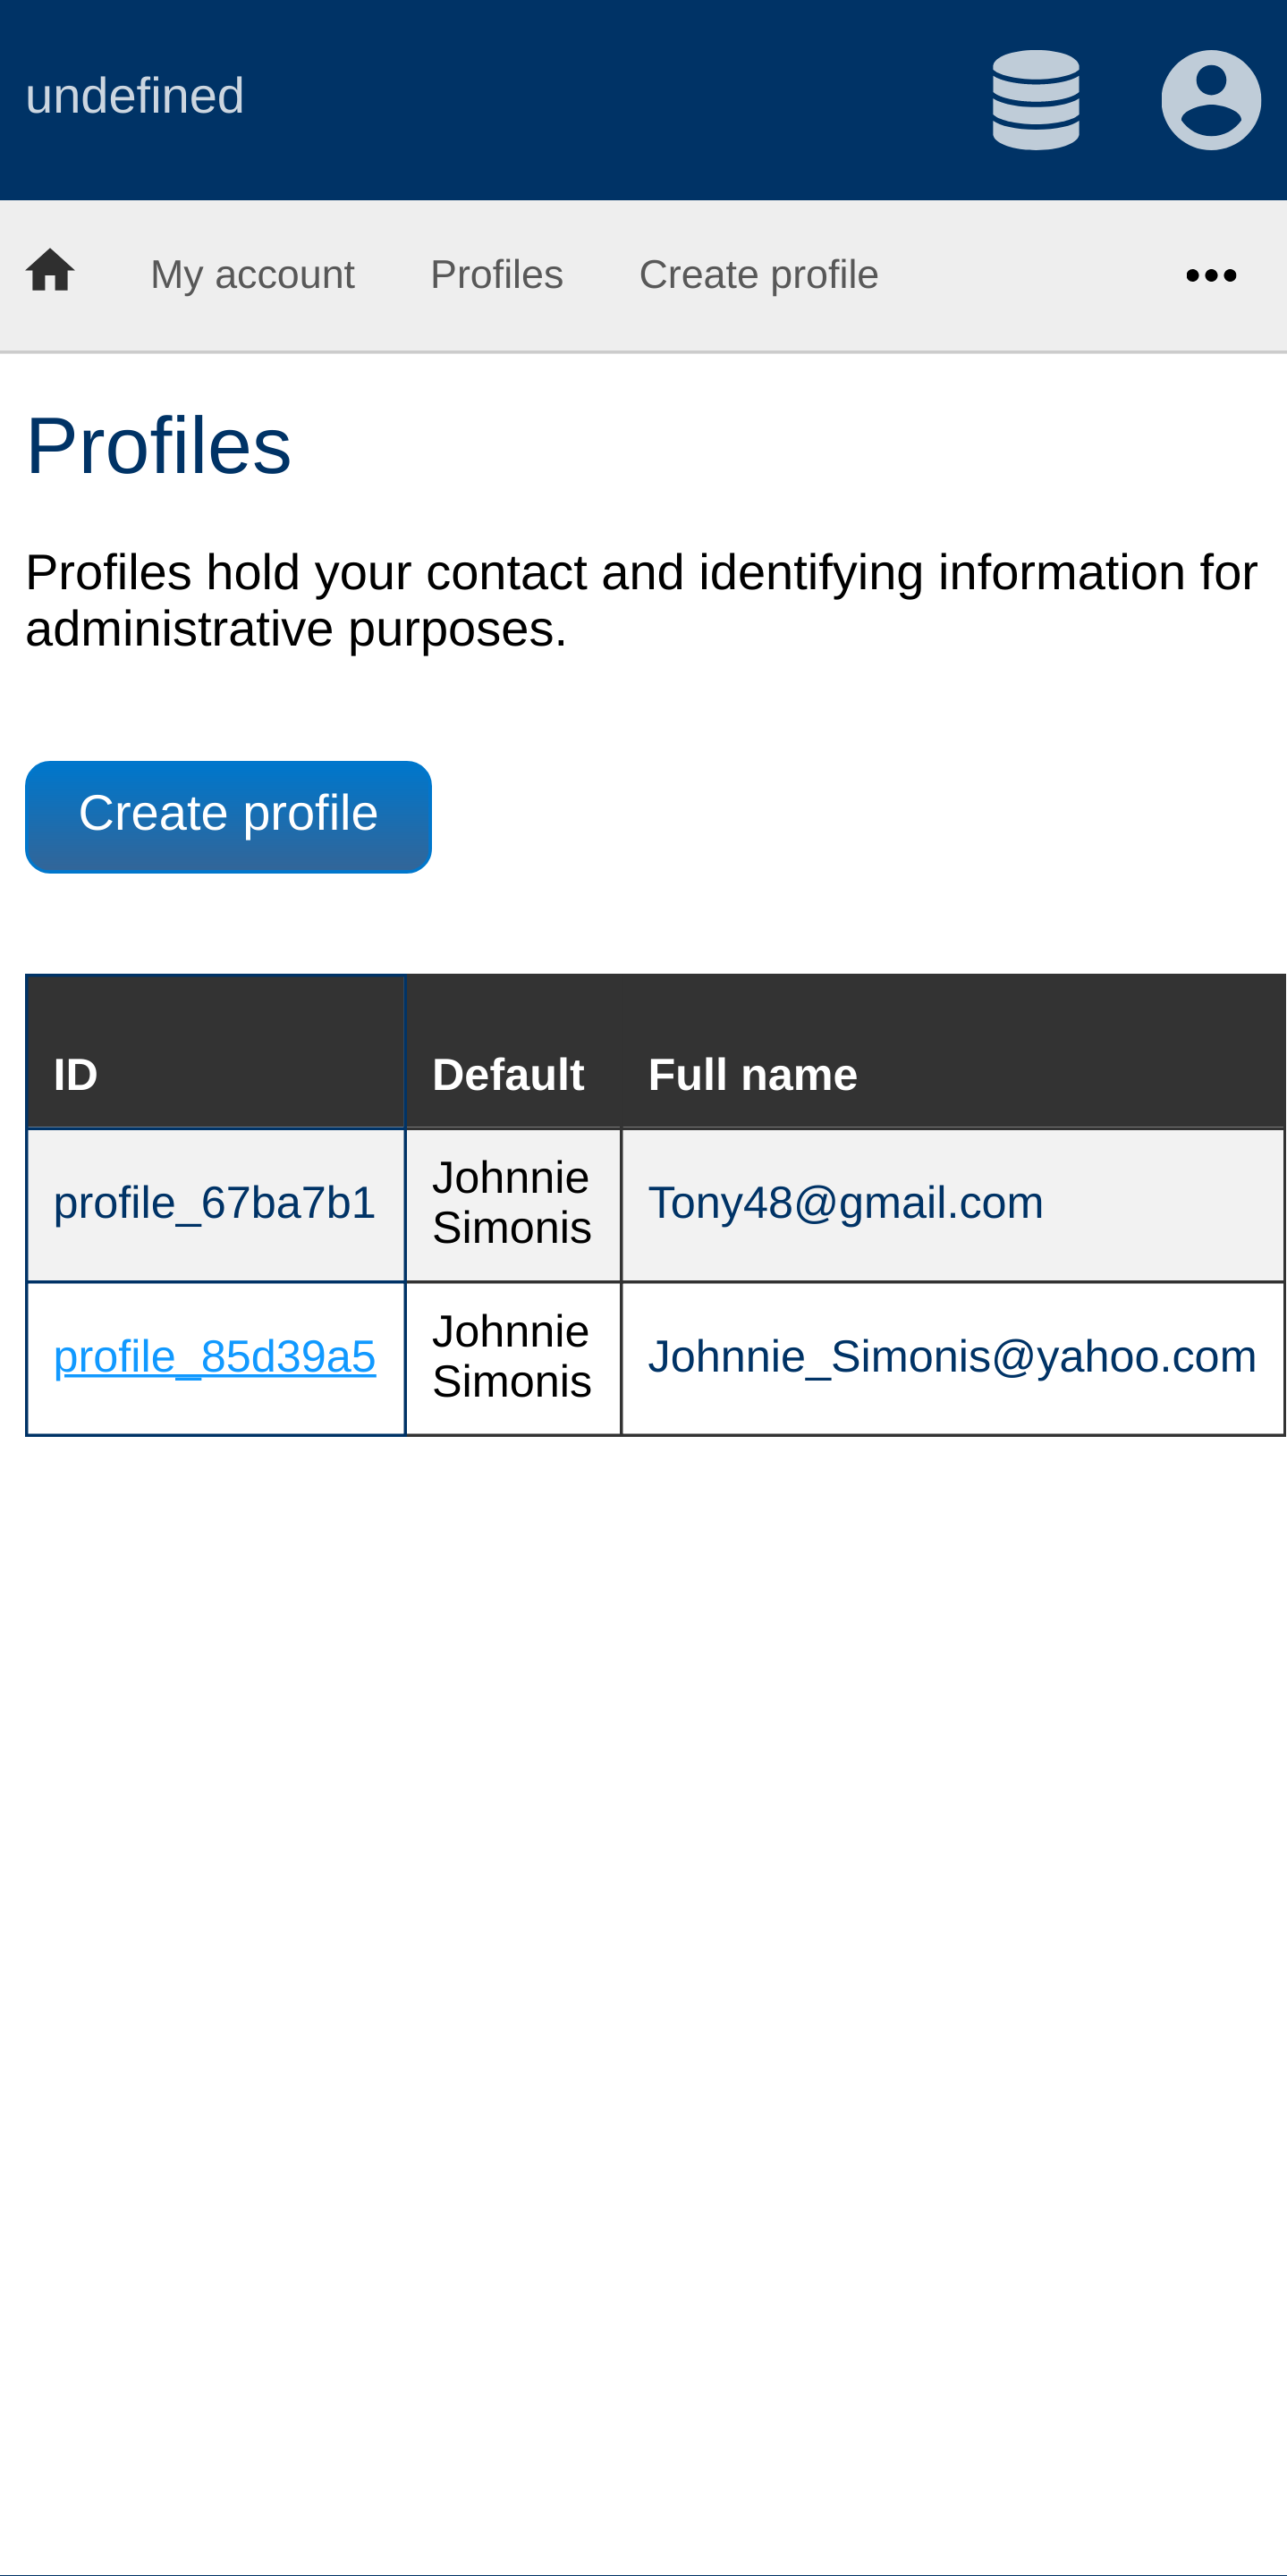 undefined
My account Profiles Create profile
Profiles
Profiles hold your contact and identifying information for
administrative purposes.
Create profile
ID Default Full name
profile_67ba7b1 Johnnie Simonis Tony48@gmail.com
profile_85d39a5 Johnnie Simonis Johnnie_Simonis@yahoo.com